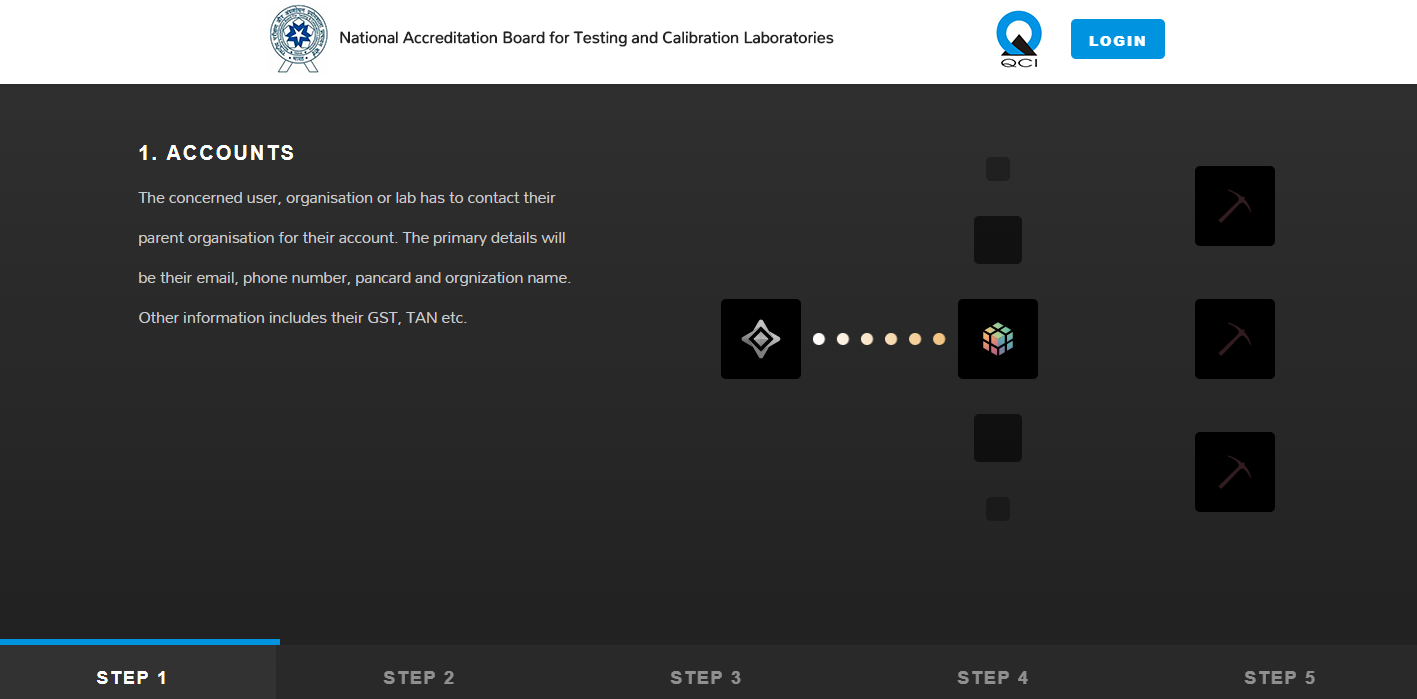 National Accreditation Board for Testing and Calibration Laboratories
QCI
LOGIN
1. ACCOUNTS
The concerned user, organisation or lab has to contact their
parent organisation for their account. The primary details will
be their email, phone number, pancard and orgnization name.
Other information includes their GST, TAN etc.
STEP 1
STEP 2
STEP 3
STEP 4
STEP 5